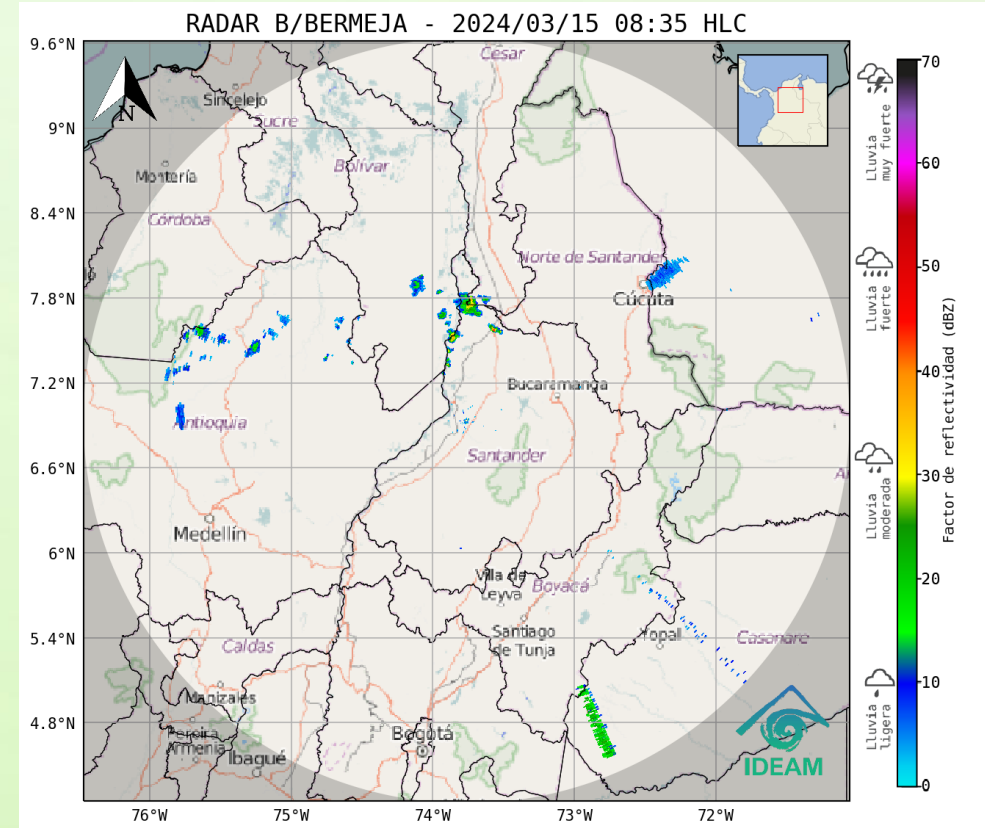 RADAR B/BERMEJA - 2024/03/15 08:35 HLC
9.6°N
9°N
8.4°N
7.8°N
7.2°N
6.6°N
6°N
5.4°N
4.8°N
76°W
75°W
74°W
73°W
72°W
N
Cesar
Sincelejo
Sucre
Bolívar
Montería
Córdoba
Norte de Santander
Cúcuta
Bucaramanga
Antioquia
Santander
Medellín
Villa de
Leyva
Boyacá
Santiago
de Tunja
Yopal
Casanare
Caldas
Manizales
Pereira
Armenia
Ibagué
Bogotá
IDEAM
70
60
50
40
30
20
10
0
Lluvia
muy fuerte
Lluvia
fuerte
Lluvia
moderada
Lluvia
ligera
Factor de reflectividad (dBZ)